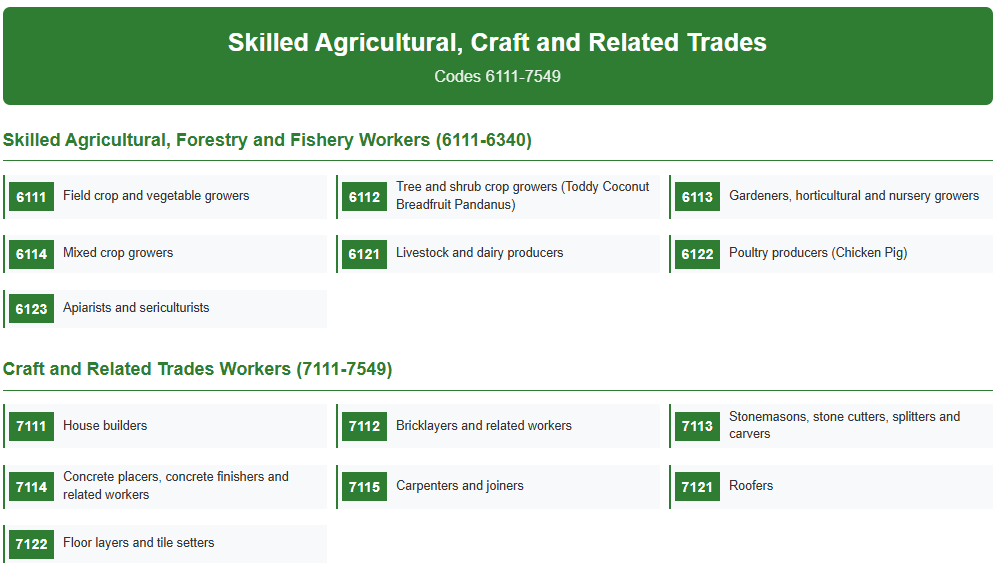 Skilled Agricultural, Craft and Related Trades
Codes 6111-7549
Skilled Agricultural, Forestry and Fishery Workers (6111-6340)
6111 Field crop and vegetable growers
6112 Tree and shrub crop growers (Toddy Coconut
Breadfruit Pandanus)
6113 Gardeners, horticultural and nursery growers
6114 Mixed crop growers
6121 Livestock and dairy producers
6122 Poultry producers (Chicken Pig)
6123 Apiarists and sericulturists
Craft and Related Trades Workers (7111-7549)
7111 House builders
7112 Bricklayers and related workers
7113 Stonemasons, stone cutters, splitters and
carvers
7114 Concrete placers, concrete finishers and
related workers
7115 Carpenters and joiners
7121 Roofers
7122 Floor layers and tile setters